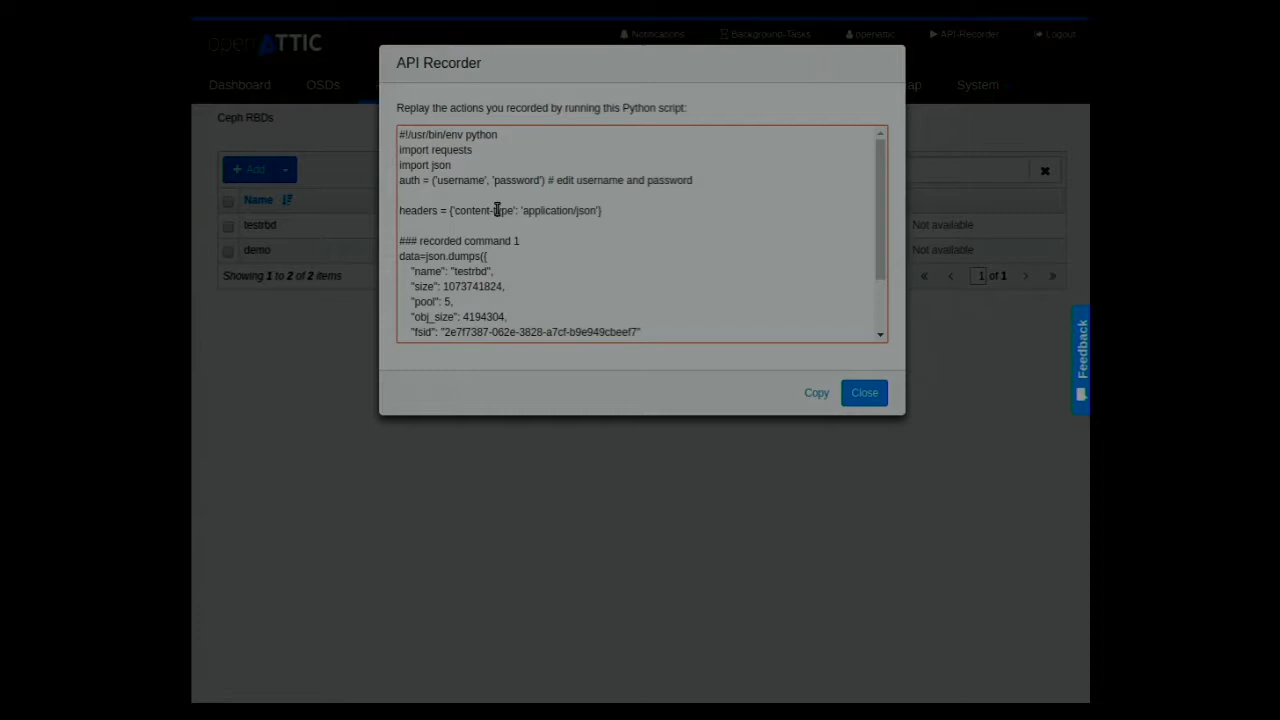 openATTIC
Notifications
Background-Tasks
openattic
API-Recorder
Logout
Dashboard
OSDs
System
Ceph RBDs
Add
Name
testrbd
Not available
demo
Not available
Showing 1 to 2 of 2 items
1 of 1
Feedback
API Recorder
Replay the actions you recorded by running this Python script:
#!/usr/bin/env python
import requests
import json
auth = ('username', 'password') # edit username and password
headers = {'content-type': 'application/json'}
### recorded command 1
data=json.dumps({
"name": "testrbd",
"size": 1073741824,
"pool": 5,
"obj_size": 4194304,
"fsid": "2e7f7387-062e-3828-a7cf-b9e949cbeef7"
Copy
Close